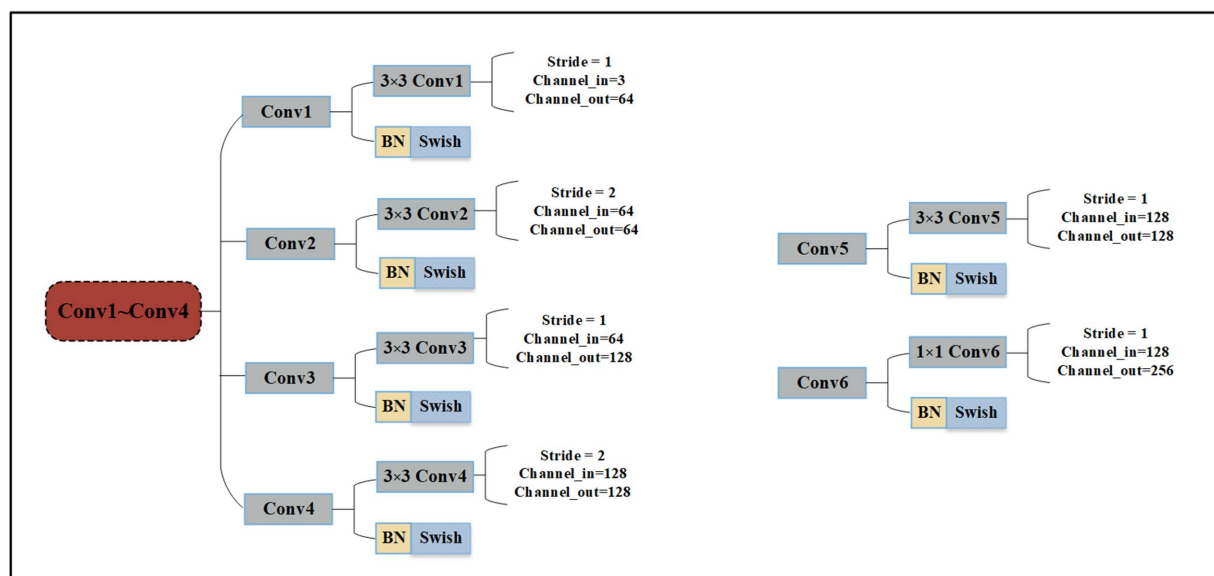 Conv1~Conv4
Conv1
3×3 Conv1
Stride = 1
Channel_in=3
Channel_out=64
BN Swish
Conv2
3×3 Conv2
Stride = 2
Channel_in=64
Channel_out=64
BN Swish
Conv3
3×3 Conv3
Stride = 1
Channel_in=64
Channel_out=128
BN Swish
Conv4
3×3 Conv4
Stride = 2
Channel_in=128
Channel_out=128
BN Swish
Conv5
3×3 Conv5
Stride = 1
Channel_in=128
Channel_out=128
BN Swish
Conv6
1×1 Conv6
Stride = 1
Channel_in=128
Channel_out=256
BN Swish